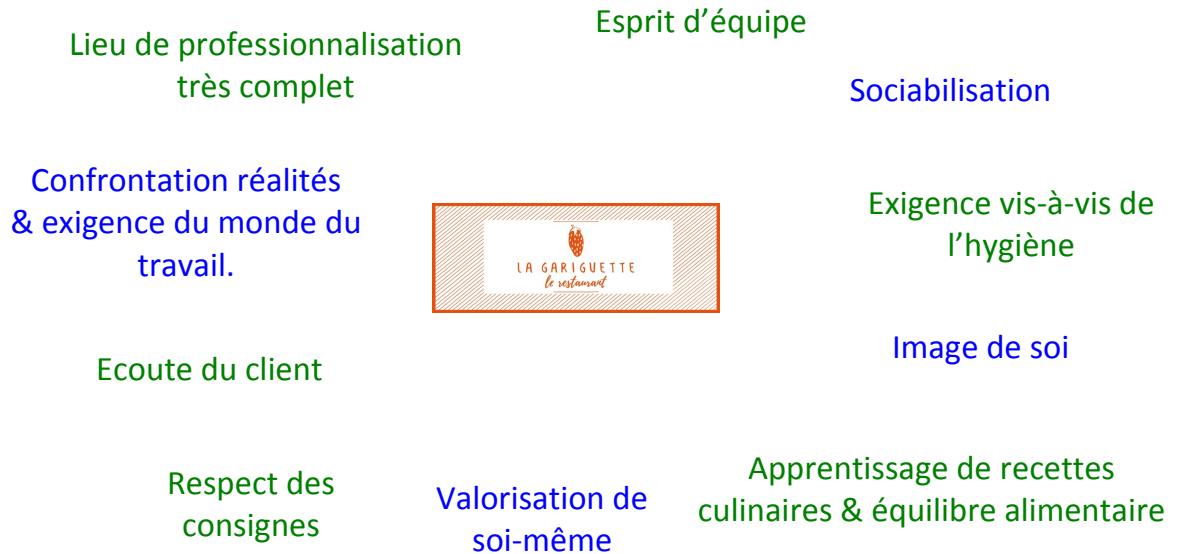 Esprit d’équipe
Lieu de professionnalisation
très complet
Sociabilisation
Confrontation réalités
& exigence du monde du
travail.
Exigence vis-à-vis de
l’hygiène
LA GARIGUETTE
le restaurant
Image de soi
Ecoute du client
Respect des
consignes
Valorisation de
soi-même
Apprentissage de recettes
culinaires & équilibre alimentaire